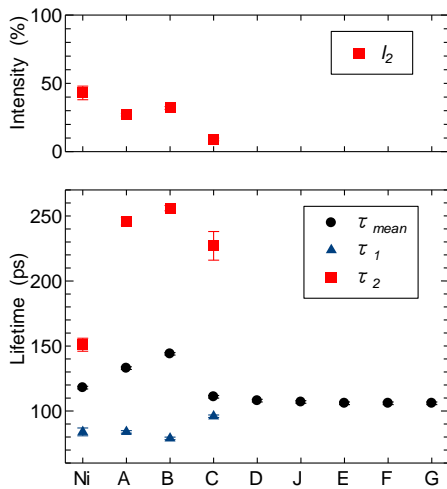 100
50
0
Intensity (%)
I2
250
200
150
100
Lifetime (ps)
τ mean
τ 1
τ 2
Ni A B C D J E F G